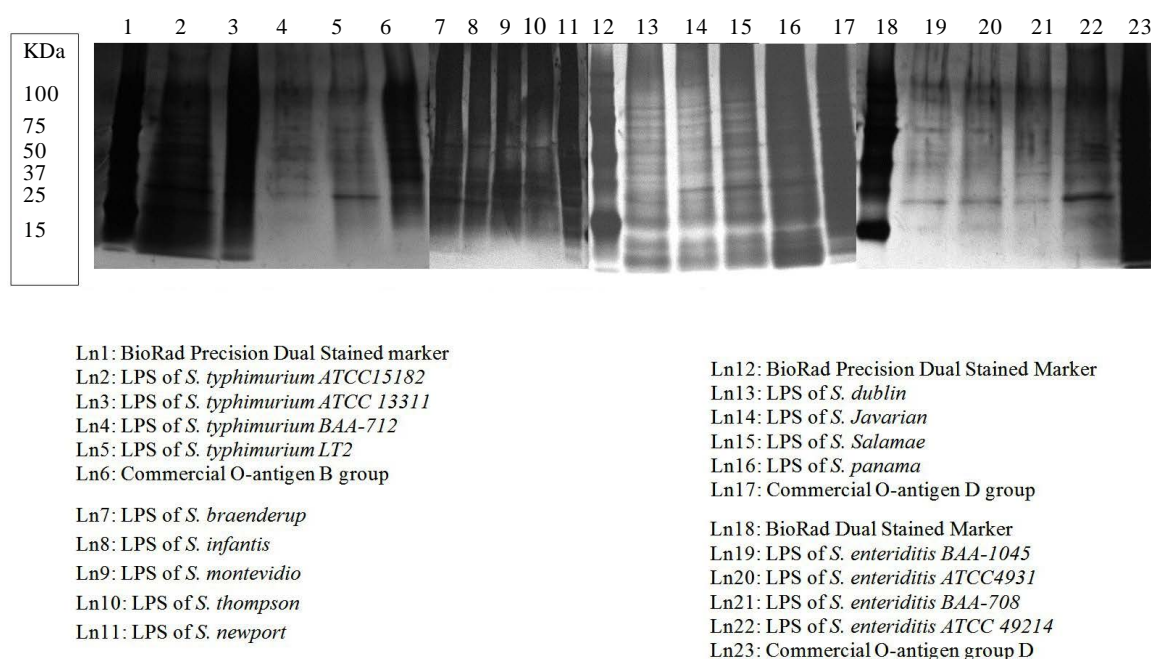 1 2 3 4 5 6 7 8 9 10 11 12 13 14 15 16 17 18 19 20 21 22 23
KDa
100
75
50
37
25
15
Ln1: BioRad Precision Dual Stained marker
Ln2: LPS of S. typhimurium ATCC15182
Ln3: LPS of S. typhimurium ATCC 13311
Ln4: LPS of S. typhimurium BAA-712
Ln5: LPS of S. typhimurium LT2
Ln6: Commercial O-antigen B group
Ln7: LPS of S. braenderup
Ln8: LPS of S. infantis
Ln9: LPS of S. montevidio
Ln10: LPS of S. thompson
Ln11: LPS of S. newport
Ln12: BioRad Precision Dual Stained Marker
Ln13: LPS of S. dublin
Ln14: LPS of S. Javarian
Ln15: LPS of S. Salamae
Ln16: LPS of S. panama
Ln17: Commercial O-antigen D group
Ln18: BioRad Dual Stained Marker
Ln19: LPS of S. enteriditis BAA-1045
Ln20: LPS of S. enteriditis ATCC4931
Ln21: LPS of S. enteriditis BAA-708
Ln22: LPS of S. enteriditis ATCC 49214
Ln23: Commercial O-antigen group D